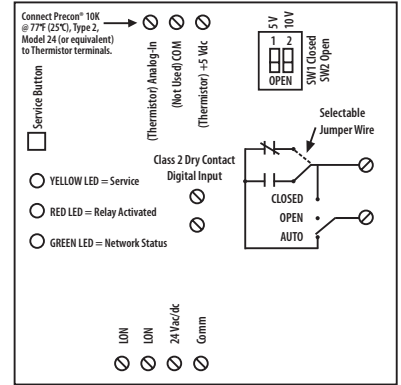 Connect Precon® 10K
@ 77°F (25°C), Type 2,
Model 24 (or equivalent)
to Thermistor terminals.
(Thermistor) Analog-In
(Not Used) COM
(Thermistor) +5 Vdc
5 V
10 V
1 2
OPEN
SW1 Closed
SW2 Open
Service Button
Selectable
Jumper Wire
Class 2 Dry Contact
Digital Input
YELLOW LED = Service
RED LED = Relay Activated
GREEN LED = Network Status
CLOSED
OPEN
AUTO
LON
LON
24 Vac/dc
Comm